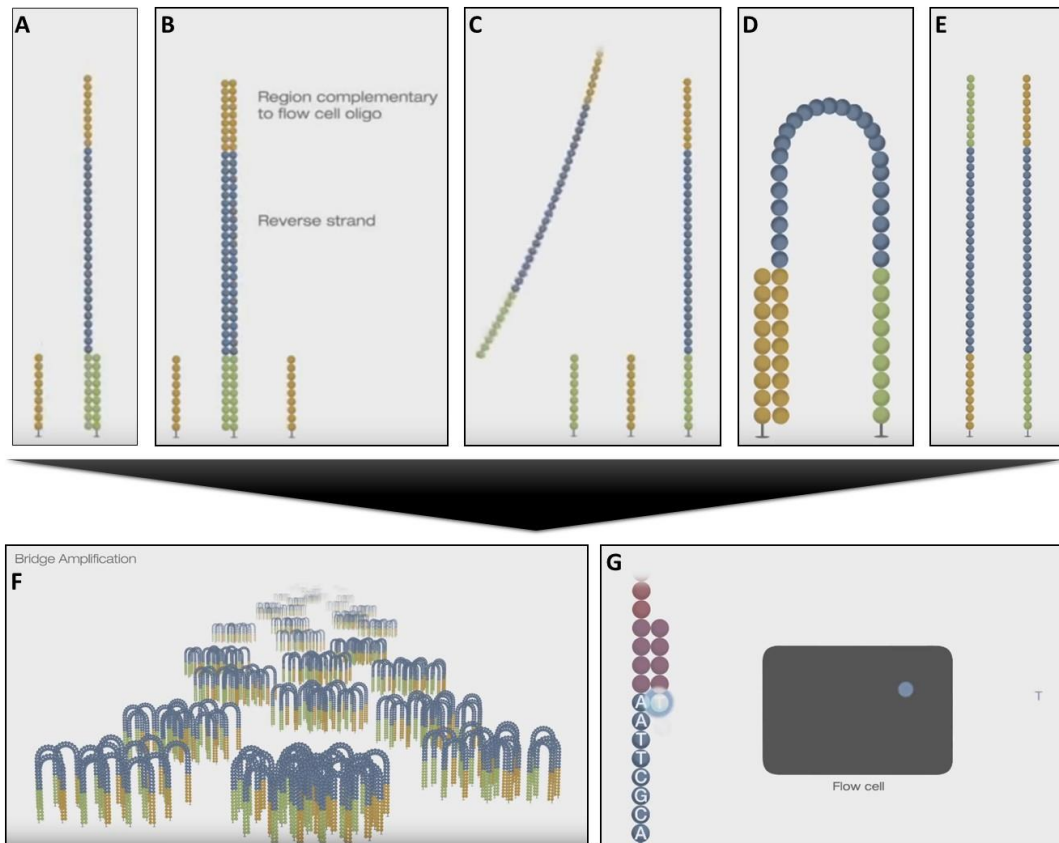 A
B
C
D
E
Region complementary
to flow cell oligo
Reverse strand
Bridge Amplification
F
G
A
T
A
T
T
C
G
C
A
T
Flow cell